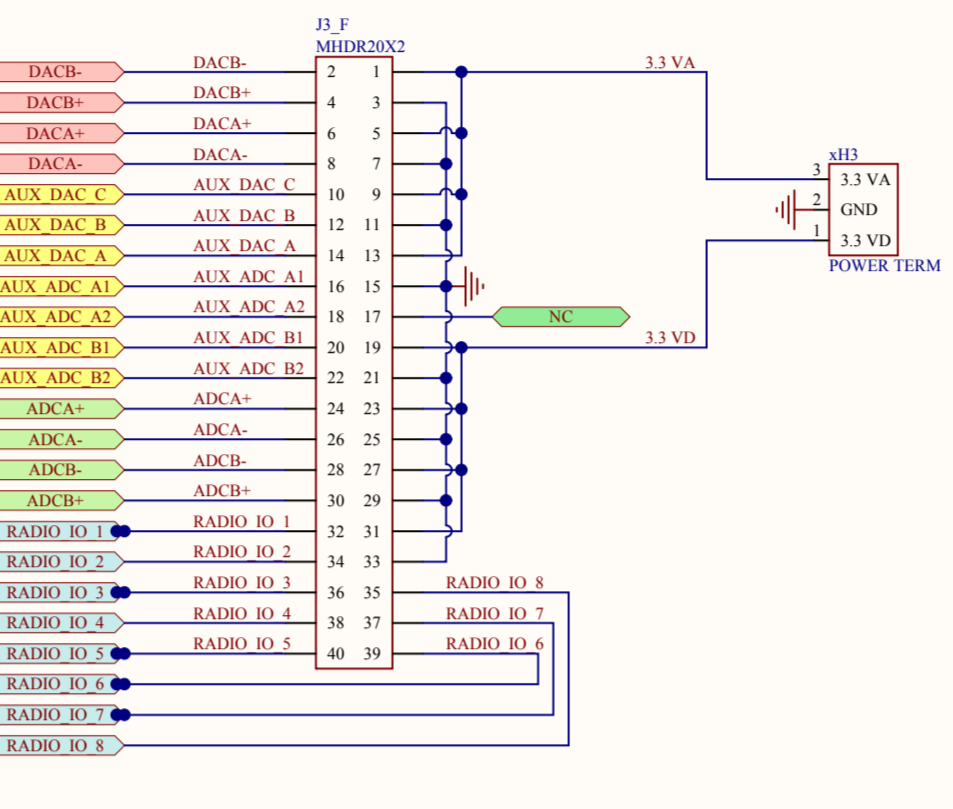 J3_F
MHDR20X2
DACB- DACB- 2 1 3.3 VA
DACB+ DACB+ 4 3
DACA+ DACA+ 6 5
DACA- DACA- 8 7
xH3
3 3.3 VA
AUX_DAC_C AUX_DAC_C 10 9
2 GND
AUX_DAC_B AUX_DAC_B 12 11
1 3.3 VD
AUX_DAC_A AUX_DAC_A 14 13
POWER TERM
AUX_ADC_A1 AUX_ADC_A1 16 15
AUX_ADC_A2 AUX_ADC_A2 18 17 NC
AUX_ADC_B1 AUX_ADC_B1 20 19 3.3 VD
AUX_ADC_B2 AUX_ADC_B2 22 21
ADCA+ ADCA+ 24 23
ADCA- ADCA- 26 25
ADCB- ADCB- 28 27
ADCB+ ADCB+ 30 29
RADIO_IO_1 RADIO_IO_1 32 31
RADIO_IO_2 RADIO_IO_2 34 33
RADIO_IO_3 RADIO_IO_3 36 35 RADIO_IO_8
RADIO_IO_4 RADIO_IO_4 38 37 RADIO_IO_7
RADIO_IO_5 RADIO_IO_5 40 39 RADIO_IO_6
RADIO_IO_6
RADIO_IO_7
RADIO_IO_8